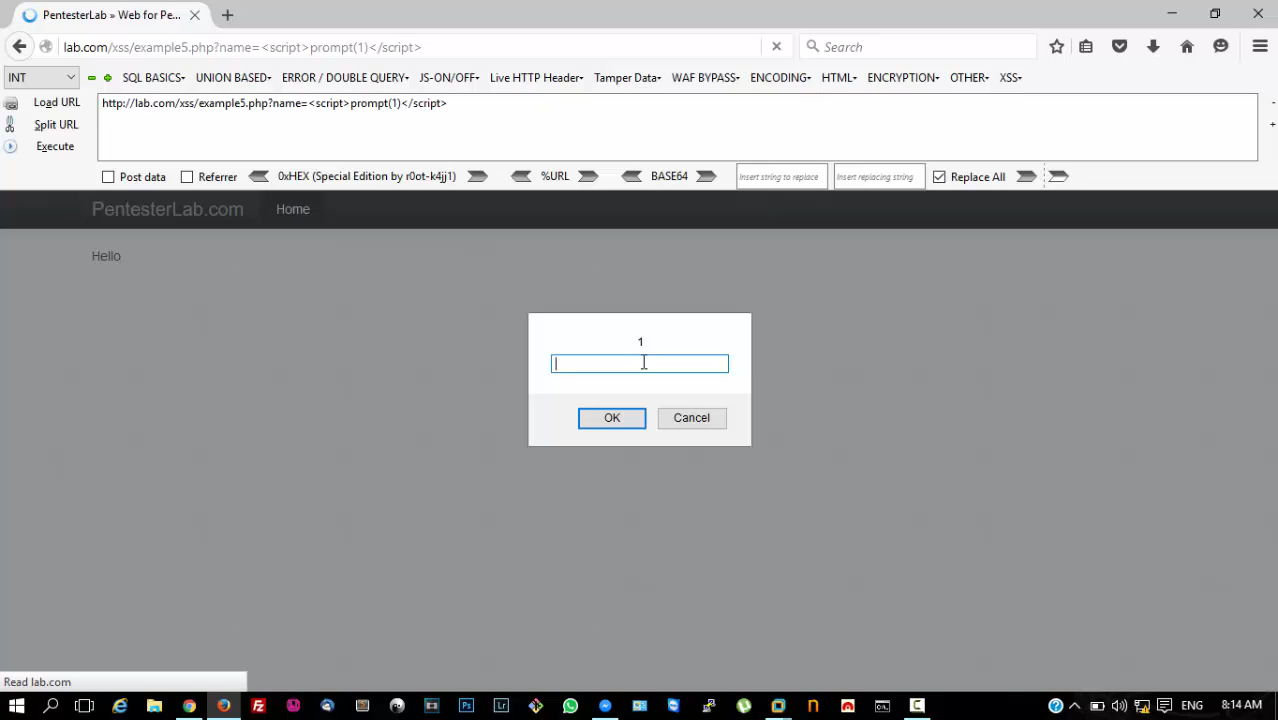 PentesterLab » Web for Pe...
lab.com/xss/example5.php?name=<script>prompt(1)</script>
Search
INT
SQL BASICS
UNION BASED
ERROR / DOUBLE QUERY
JS-ON/OFF
Live HTTP Header
Tamper Data
WAF BYPASS
ENCODING
HTML
ENCRYPTION
OTHER
XSS
Load URL
http://lab.com/xss/example5.php?name=<script>prompt(1)</script>
Split URL
Execute
Post data
Referrer
0xHEX (Special Edition by r0ot-k4jj1)
%URL
BASE64
Insert string to replace
Insert replacing string
Replace All
PentesterLab.com
Home
Hello
1
OK
Cancel
Read lab.com
ENG
8:14 AM